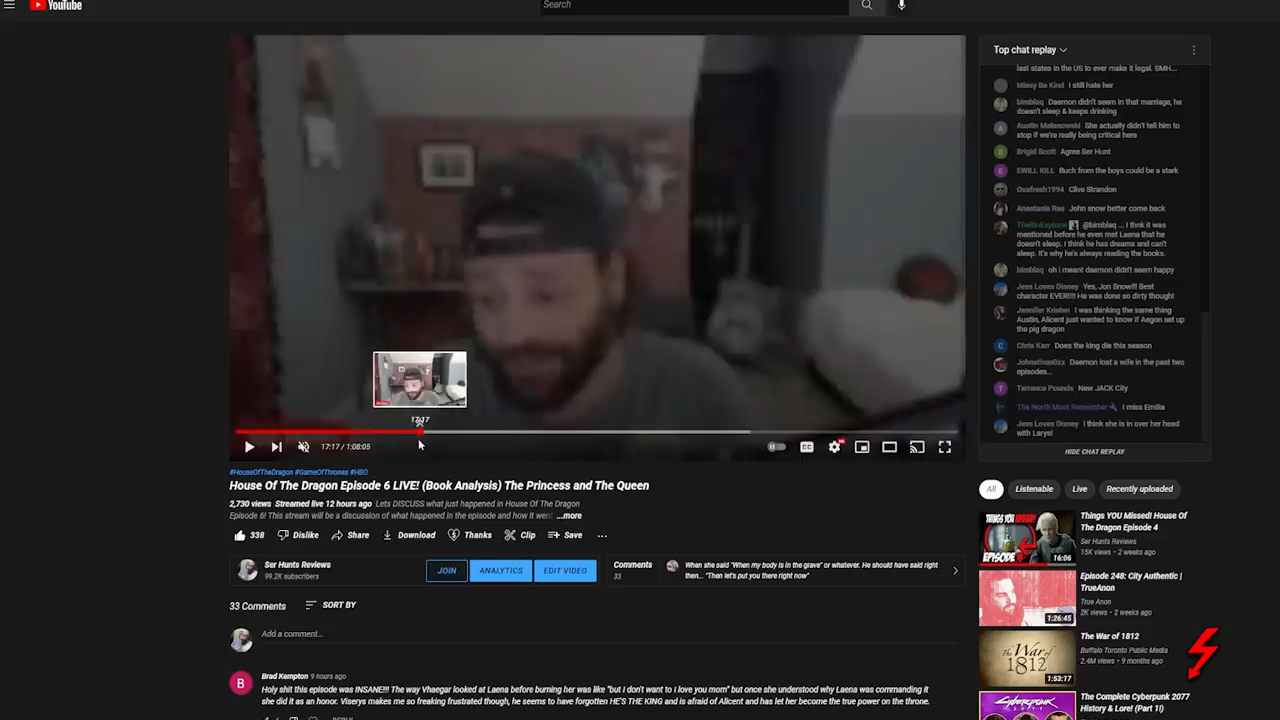 YouTube
Search
Top chat replay
last states in the US to ever make it legal. SMH...
Missy Be Kind I still hate her
bimblaq Daemon didn't seem in that marriage, he
doesn't sleep & keeps drinking
Austin Malanowski She actually didn't tell him to
stop if we're really being critical here
Brigid Scott Agree Ser Hunt
EWILL KILL Buch from the boys could be a stark
Osafresh1994 Clive Strandon
Anastania Rae John snow better come back
@bimblaq ... I thnk it was
mentioned before he even met Laena that he
doesn't sleep. I think he has dreams and can't
sleep. It's why he's always reading the books.
bimblaq oh i meant daemon didn't seem happy
Jess Loves Disney Yes, Jon Snow!!! Best
character EVER!!!! He was done so dirty though!
Jennifer Kristen I was thinking the same thing
Austin, Alicent just wanted to know if Aegon set up
the pig dragon
Chris Karr Does the king die this season
Daemon lost a wife in the past two
episodes...
Terrance Pounds New JACK City
The North Must Remember I miss Emilia
Jess Loves Disney I think she is in over her head
with Larys!
HIDE CHAT REPLAY
17:17
17:17 / 1:08:05
CC
#HouseOfTheDragon #GameOfThrones #HBO
House Of The Dragon Episode 6 LIVE! (Book Analysis) The Princess and The Queen
2,730 views Streamed live 12 hours ago Lets DISCUSS what just happened in House Of The Dragon
Episode 6! This stream will be a discussion of what happened in the episode and how it went ...more
338 Dislike Share Download Thanks Clip Save
Ser Hunts Reviews
99.2K subscribers
JOIN ANALYTICS EDIT VIDEO
Comments
33
When she said "When my body is in the grave" or whatever. He should have said right
then... "Then let's put you there right now"
33 Comments SORT BY
Add a comment...
B
Brad Kempton 9 hours ago
Holy shit this episode was INSANE!!! The way Vhaegar looked at Laena before burning her was like "but I don't want to I love you mom" but once she understood why Laena was commanding it
she did it as an honor. Viserys makes me so freaking frustrated though, he seems to have forgotten HE'S THE KING and is afraid of Alicent and has let her become the true power on the throne.
All Listenable Live Recently uploaded
THINGS YOU MISSED!
EPISODE
16:06
Things YOU Missed! House Of
The Dragon Episode 4
Ser Hunts Reviews
15K views • 2 weeks ago
1:26:45
Episode 248: City Authentic |
TrueAnon
True Anon
2K views • 2 weeks ago
The War of
1812
1:53:17
The War of 1812
Buffalo Toronto Public Media
2.4M views • 9 months ago
CYBERPUNK
The Complete Cyberpunk 2077
History & Lore! (Part 1!)